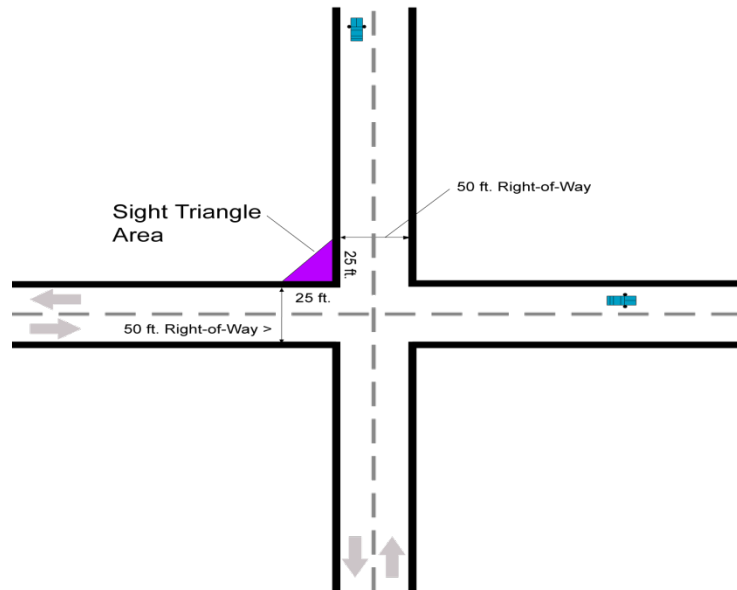 50 ft. Right-of-Way
Sight Triangle
Area
25 ft.
25 ft.
50 ft. Right-of-Way >